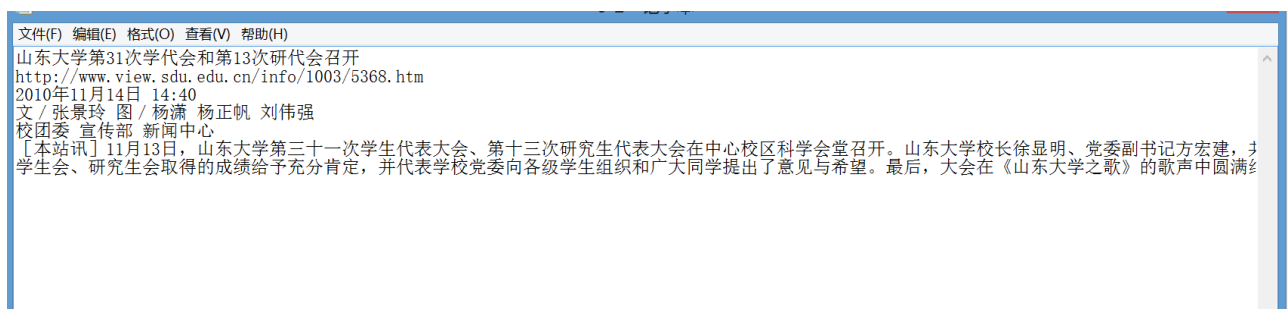 文件(F) 编辑(E) 格式(O) 查看(V) 帮助(H)
山东大学第31次学代会和第13次研代会召开
http://www.view.sdu.edu.cn/info/1003/5368.htm
2010年11月14日 14:40
文／张景玲 图／杨潇 杨正帆 刘伟强
校团委 宣传部 新闻中心
［本站讯］11月13日，山东大学第三十一次学生代表大会、第十三次研究生代表大会在中心校区科学会堂召开。山东大学校长徐显明、党委副书记方宏建，
学生会、研究生会取得的成绩给予充分肯定，并代表学校党委向各级学生组织和广大同学提出了意见与希望。最后，大会在《山东大学之歌》的歌声中圆满